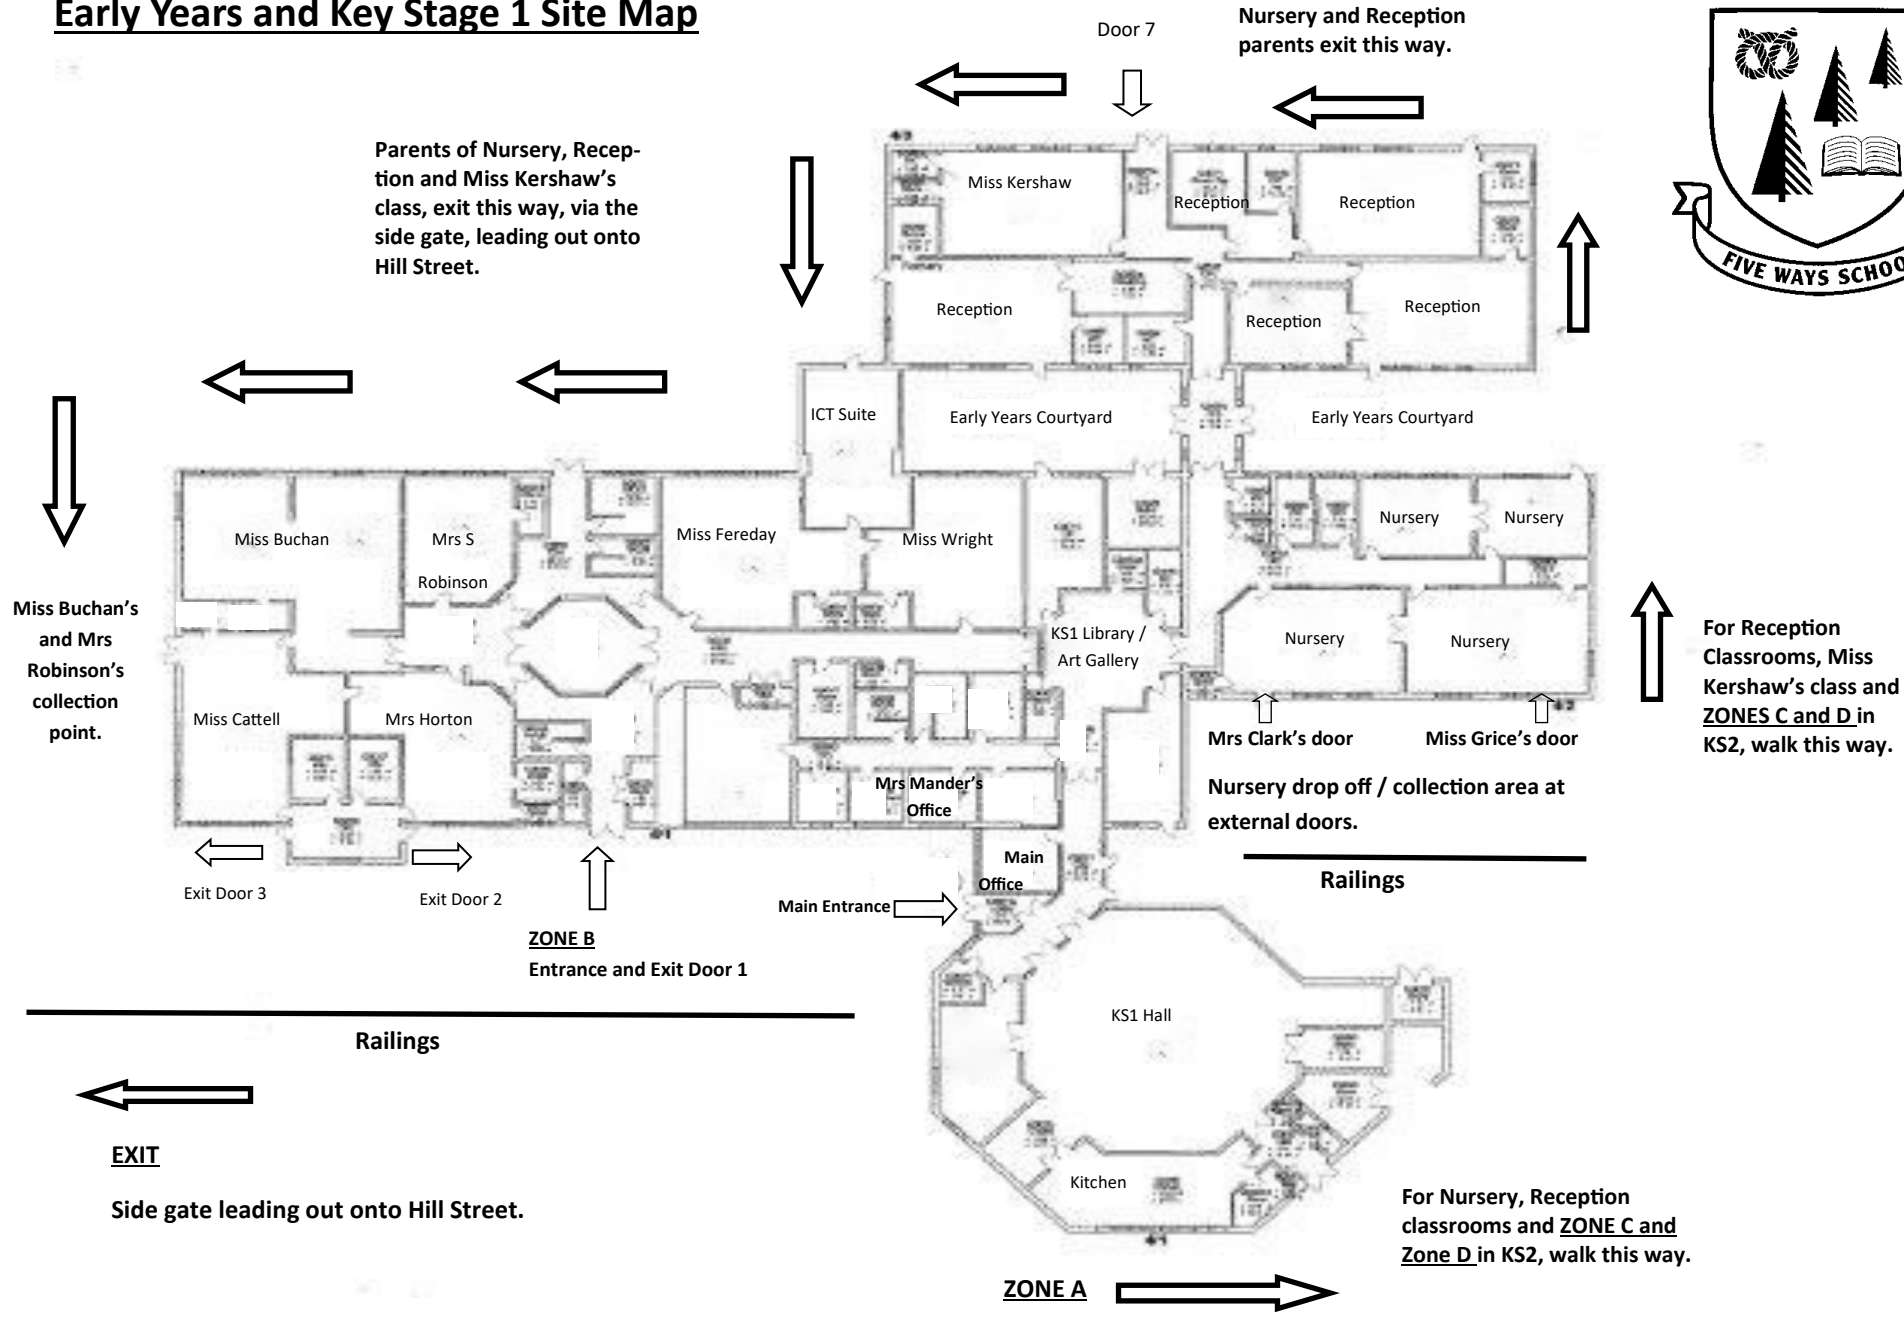 Early Years and Key Stage 1 Site Map
Door 7
Nursery and Reception
parents exit this way.
FIVE WAYS SCHOO
Parents of Nursery, Recep-
tion and Miss Kershaw's
class, exit this way, via the
side gate, leading out onto
Hill Street.
Miss Kershaw
Reception
Reception
Reception
Reception
Reception
ICT Suite
Early Years Courtyard
Early Years Courtyard
Miss Buchan
Mrs S
Robinson
Miss Fereday
Miss Wright
Nursery
Nursery
Miss Buchan's
and Mrs
Robinson's
collection
point.
KS1 Library /
Art Gallery
Nursery
Nursery
For Reception
Classrooms, Miss
Kershaw's class and
ZONES C and D in
KS2, walk this way.
Miss Cattell
Mrs Horton
Mrs Clark's door
Miss Grice's door
Nursery drop off / collection area at
external doors.
Mrs Mander's
Office
Main
Office
Railings
Exit Door 3
Exit Door 2
Main Entrance
ZONE B
Entrance and Exit Door 1
Railings
KS1 Hall
EXIT
Side gate leading out onto Hill Street.
Kitchen
For Nursery, Reception
classrooms and ZONE C and
Zone D in KS2, walk this way.
ZONE A